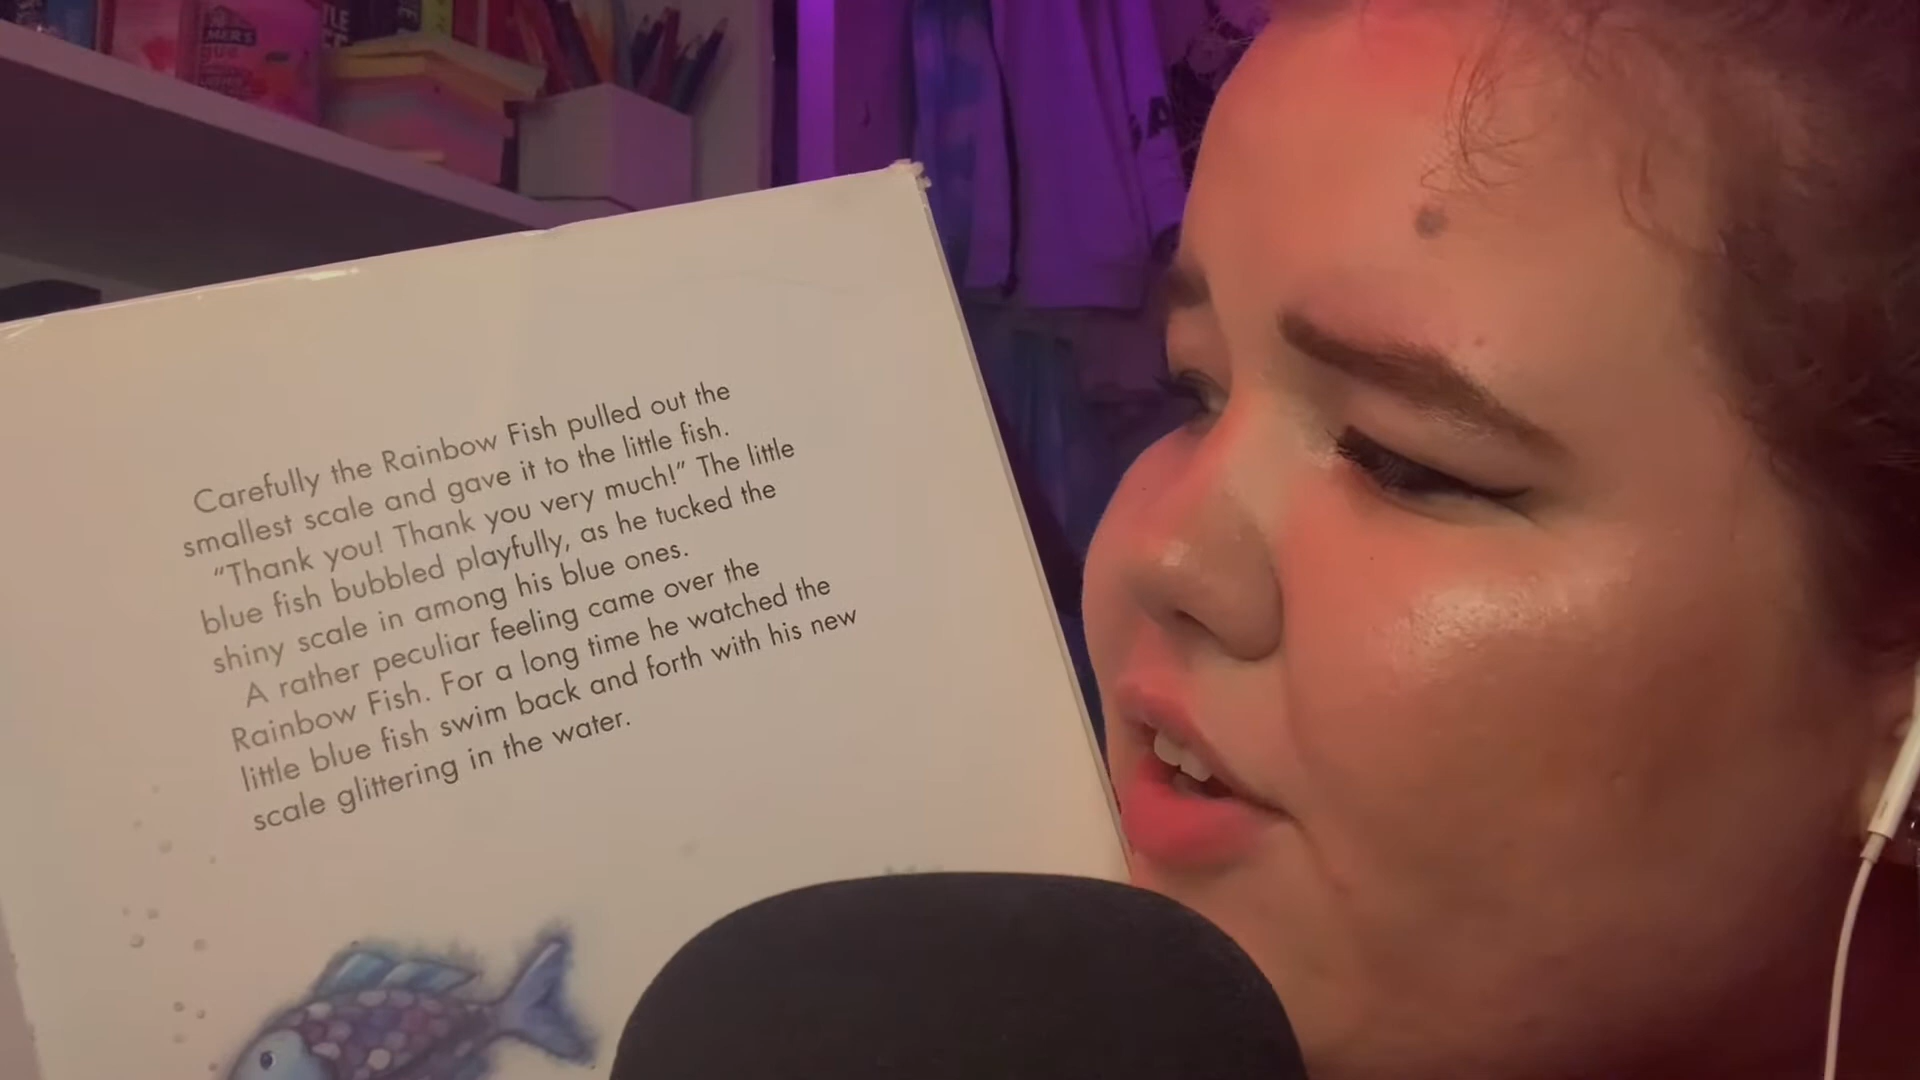 MER'S
Carefully the Rainbow Fish pulled out the
smallest scale and gave it to the little fish.
“Thank you! Thank you very much!” The little
blue fish bubbled playfully, as he tucked the
shiny scale in among his blue ones.
A rather peculiar feeling came over the
Rainbow Fish. For a long time he watched the
little blue fish swim back and forth with his new
scale glittering in the water.